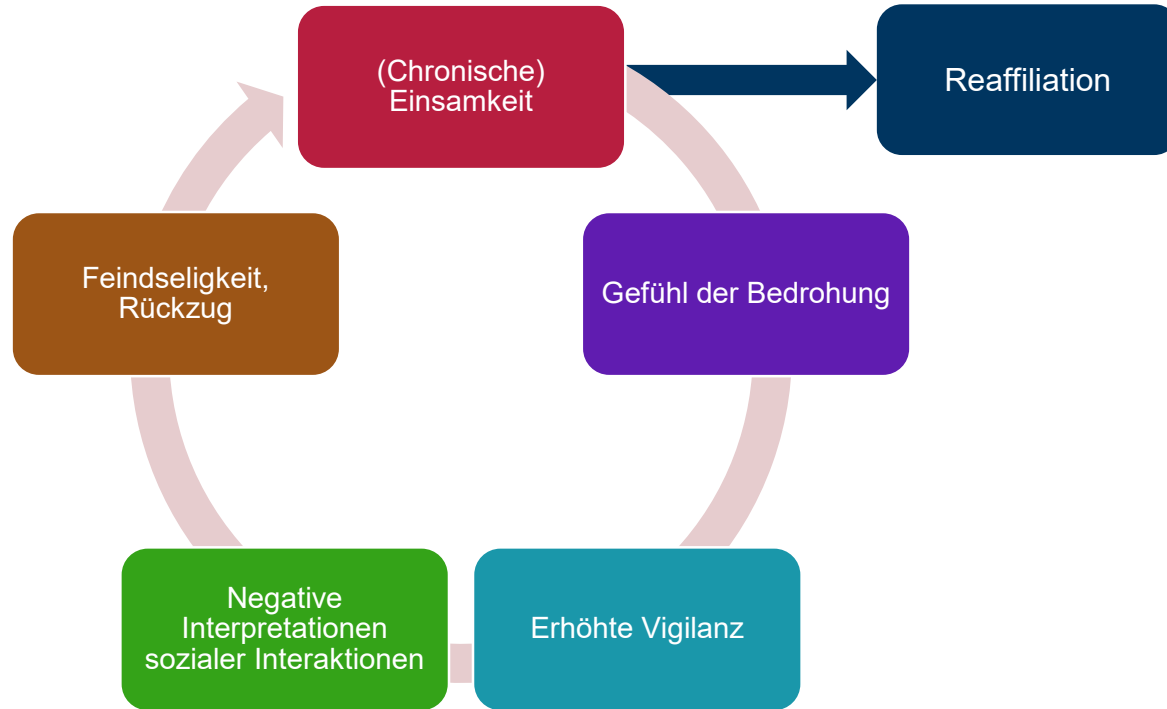 (Chronische)
Einsamkeit
Reaffiliation
Gefühl der Bedrohung
Erhöhte Vigilanz
Negative
Interpretationen
sozialer Interaktionen
Feindseligkeit,
Rückzug